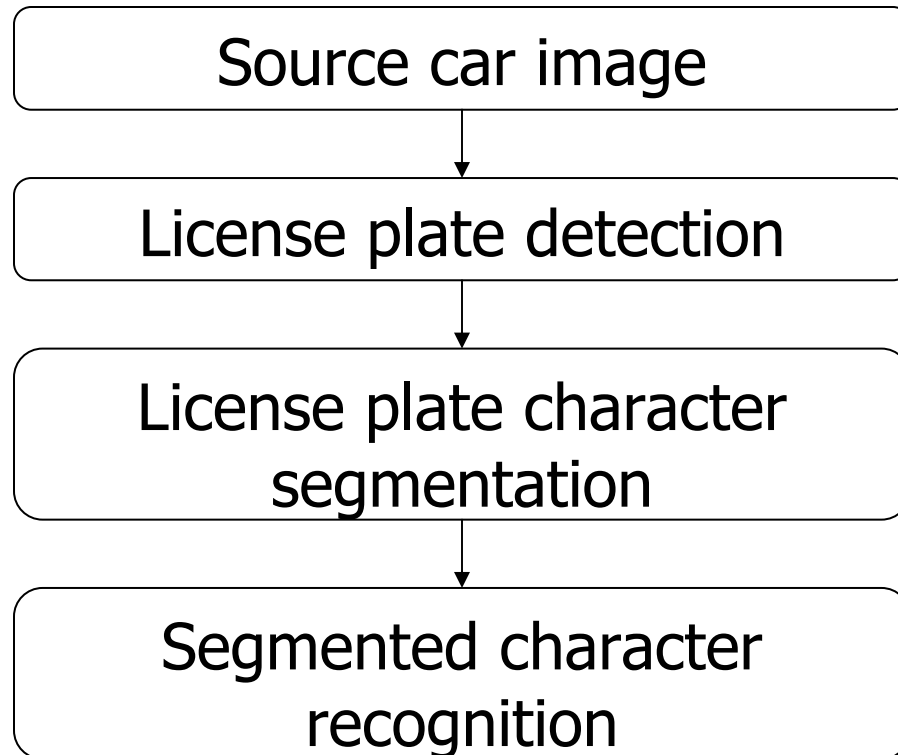 Source car image
License plate detection
License plate character
segmentation
Segmented character
recognition